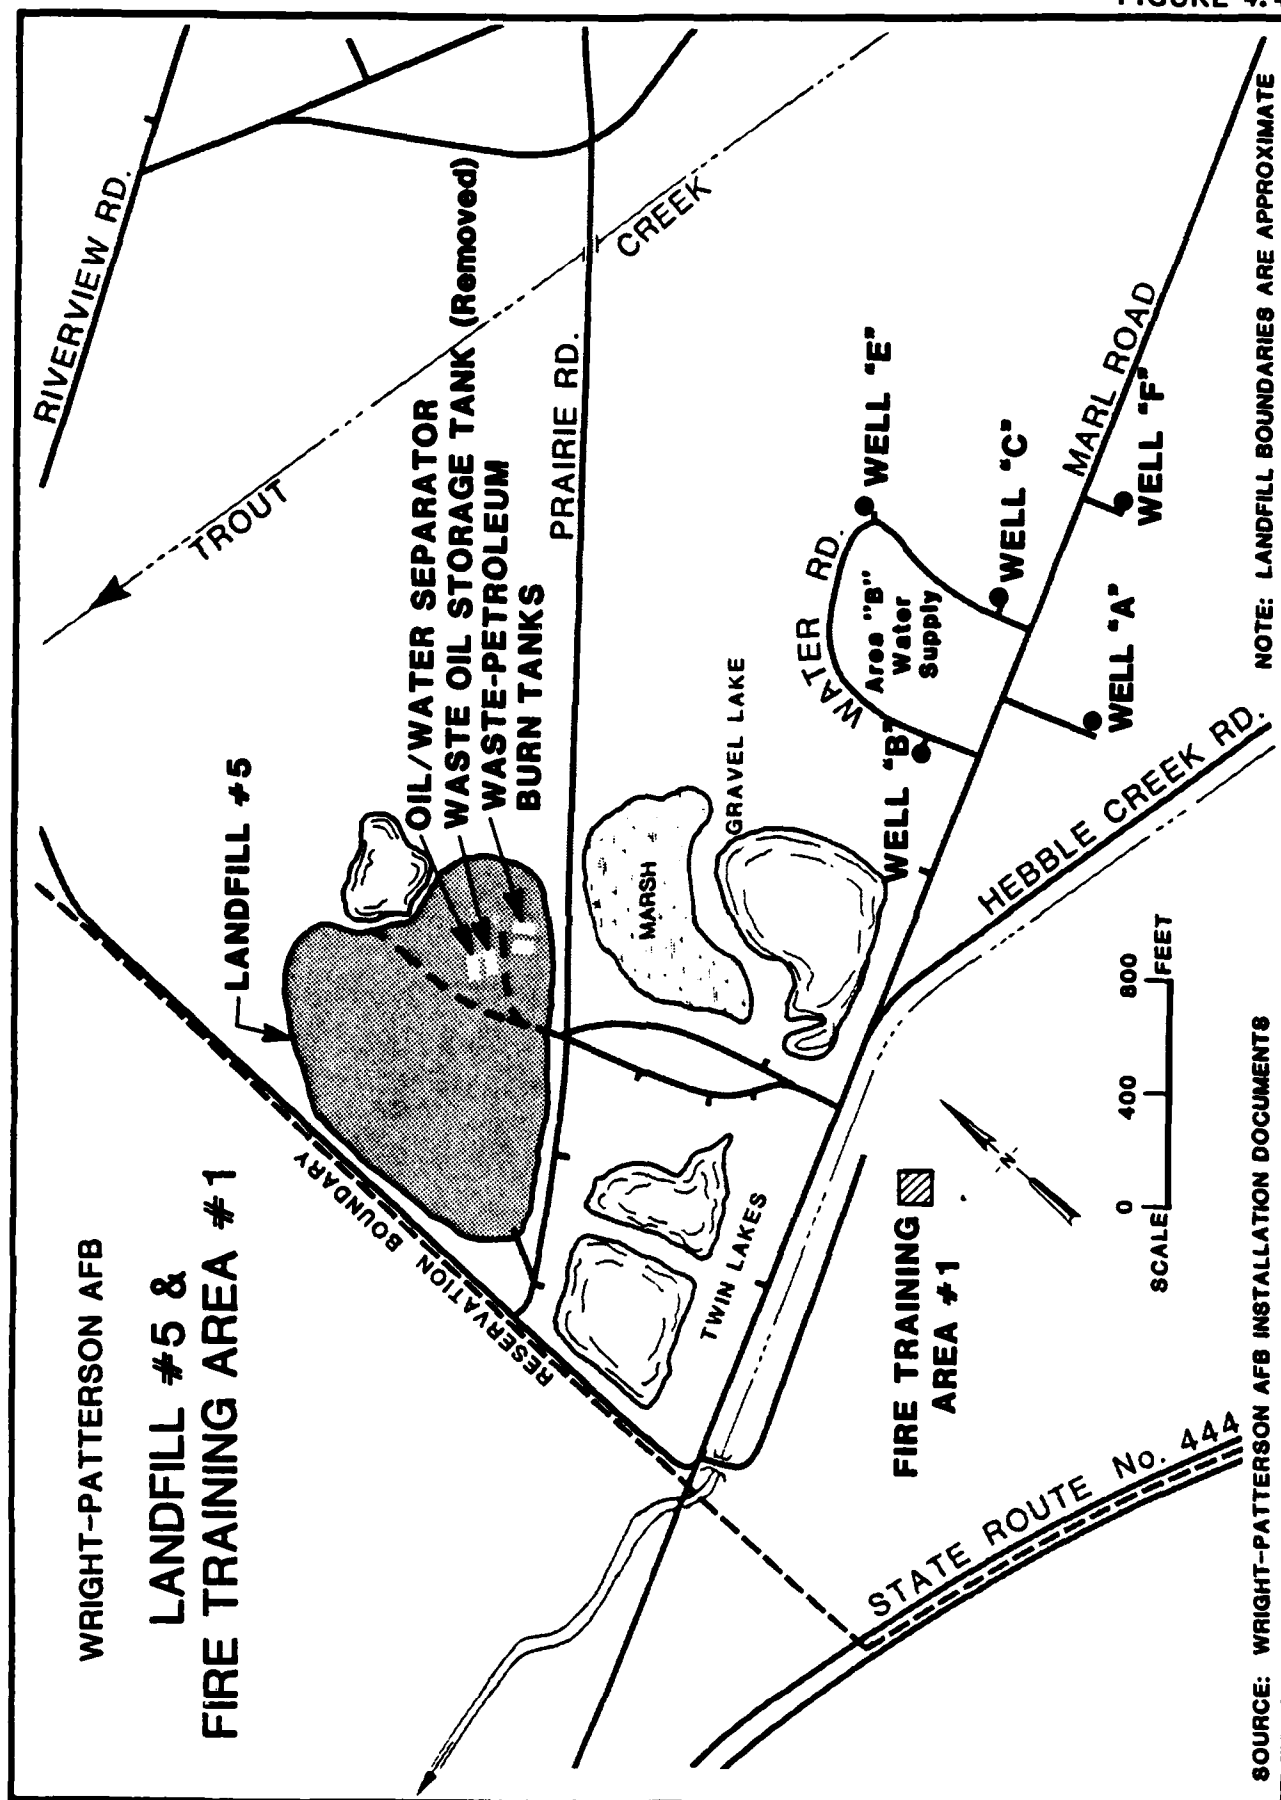 WRIGHT-PATTERSON AFB
LANDFILL #5 &
FIRE TRAINING AREA #1
RIVERVIEW RD.
LANDFILL #5
TROUT
CREEK
OIL/WATER SEPARATOR
WASTE OIL STORAGE TANK (Removed)
WASTE-PETROLEUM
BURN TANKS
PRAIRIE RD.
RESERVATION BOUNDARY
MARSH
GRAVEL LAKE
TWIN LAKES
WATER RD.
Area "B"
Water
Supply
WELL "E"
WELL "B"
WELL "C"
MARL ROAD
WELL "A"
WELL "F"
HEBBLE CREEK RD.
FIRE TRAINING
AREA #1
N
STATE ROUTE No. 444
0 400 800
SCALE FEET
SOURCE: WRIGHT-PATTERSON AFB INSTALLATION DOCUMENTS
NOTE: LANDFILL BOUNDARIES ARE APPROXIMATE